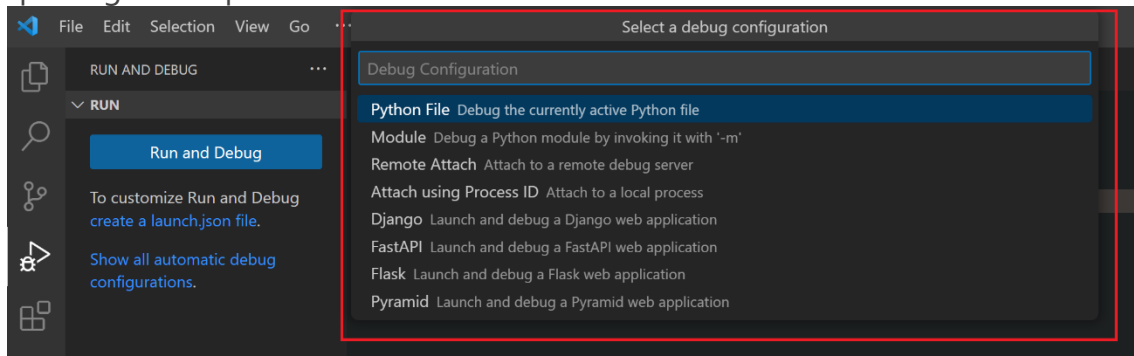 File Edit Selection View Go ···
Select a debug configuration
RUN AND DEBUG ···
Debug Configuration
RUN
Run and Debug
To customize Run and Debug
create a launch.json file.
Show all automatic debug
configurations.
Python File Debug the currently active Python file
Module Debug a Python module by invoking it with '-m'
Remote Attach Attach to a remote debug server
Attach using Process ID Attach to a local process
Django Launch and debug a Django web application
FastAPI Launch and debug a FastAPI web application
Flask Launch and debug a Flask web application
Pyramid Launch and debug a Pyramid web application